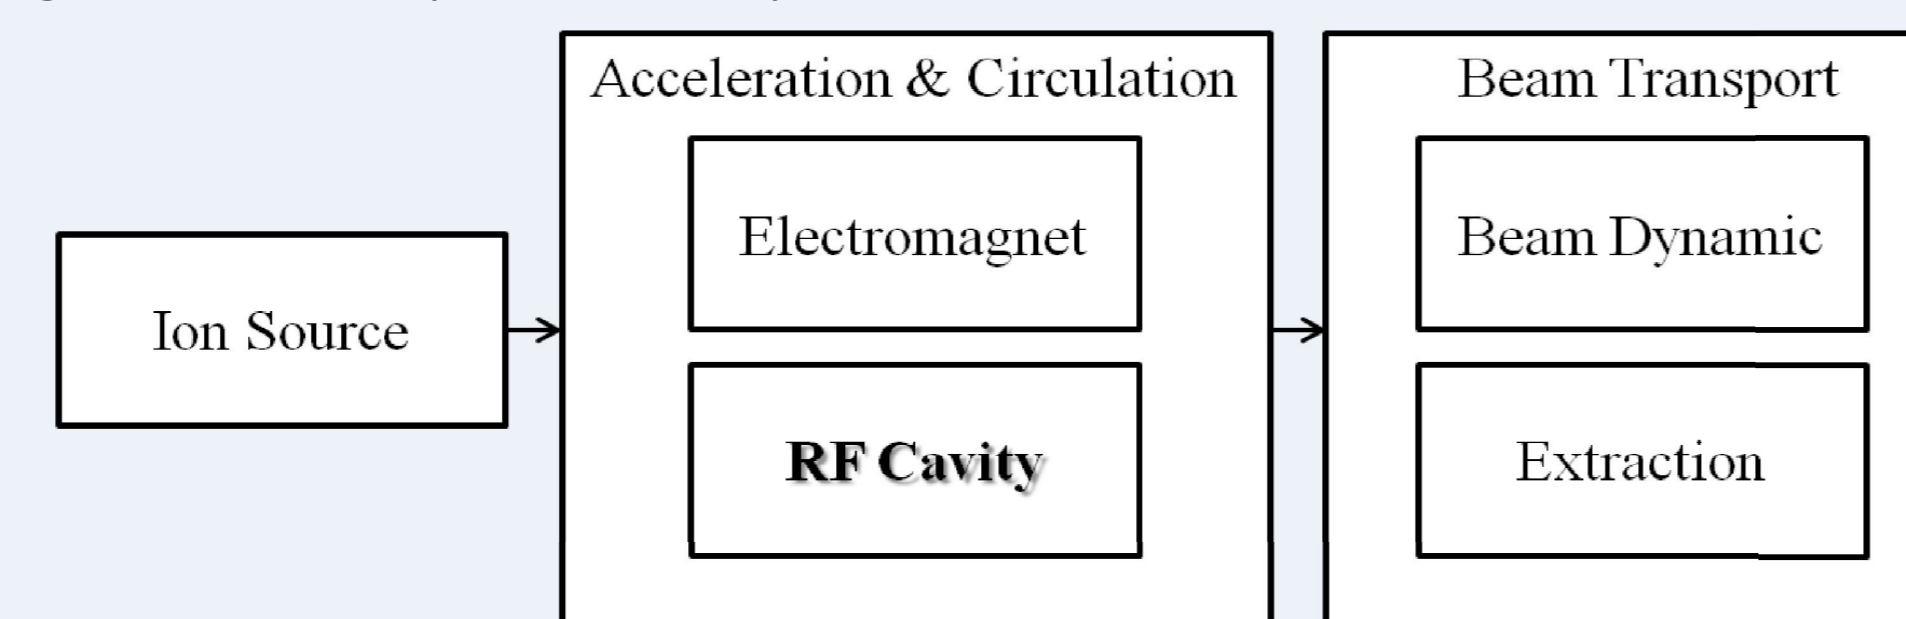 Acceleration & Circulation
Electromagnet
RF Cavity
Ion Source
Beam Transport
Beam Dynamic
Extraction